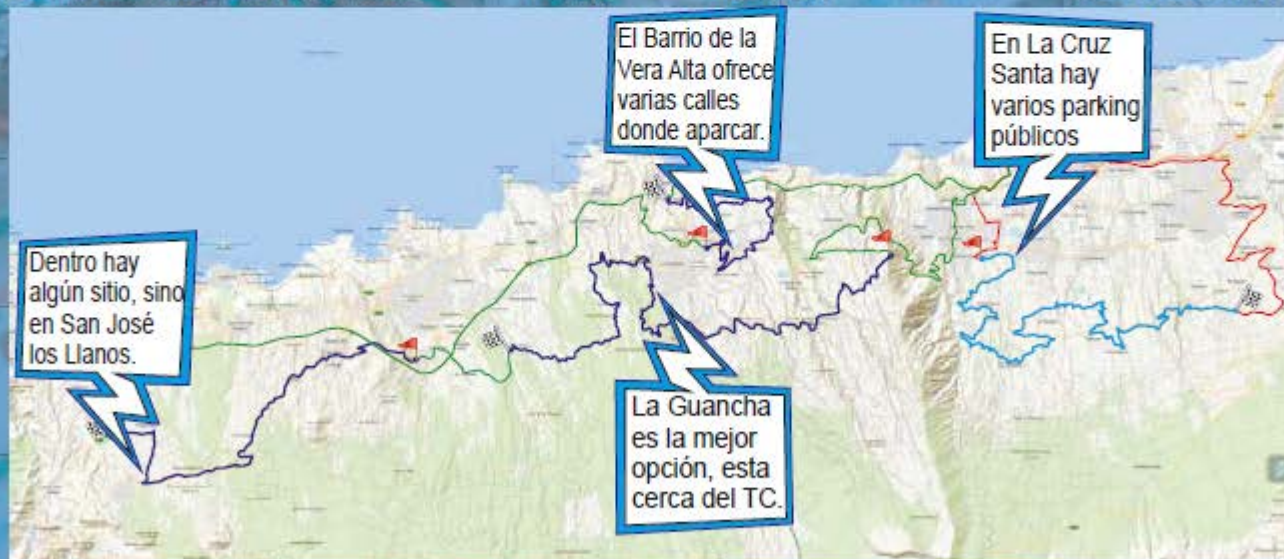 El Barrio de la
Vera Alta ofrece
varias calles
donde aparcar.
En La Cruz
Santa hay
varios parking
públicos
Dentro hay
algún sitio, sino
en San José
los Llanos.
La Guancha
es la mejor
opción, esta
cerca del TC.